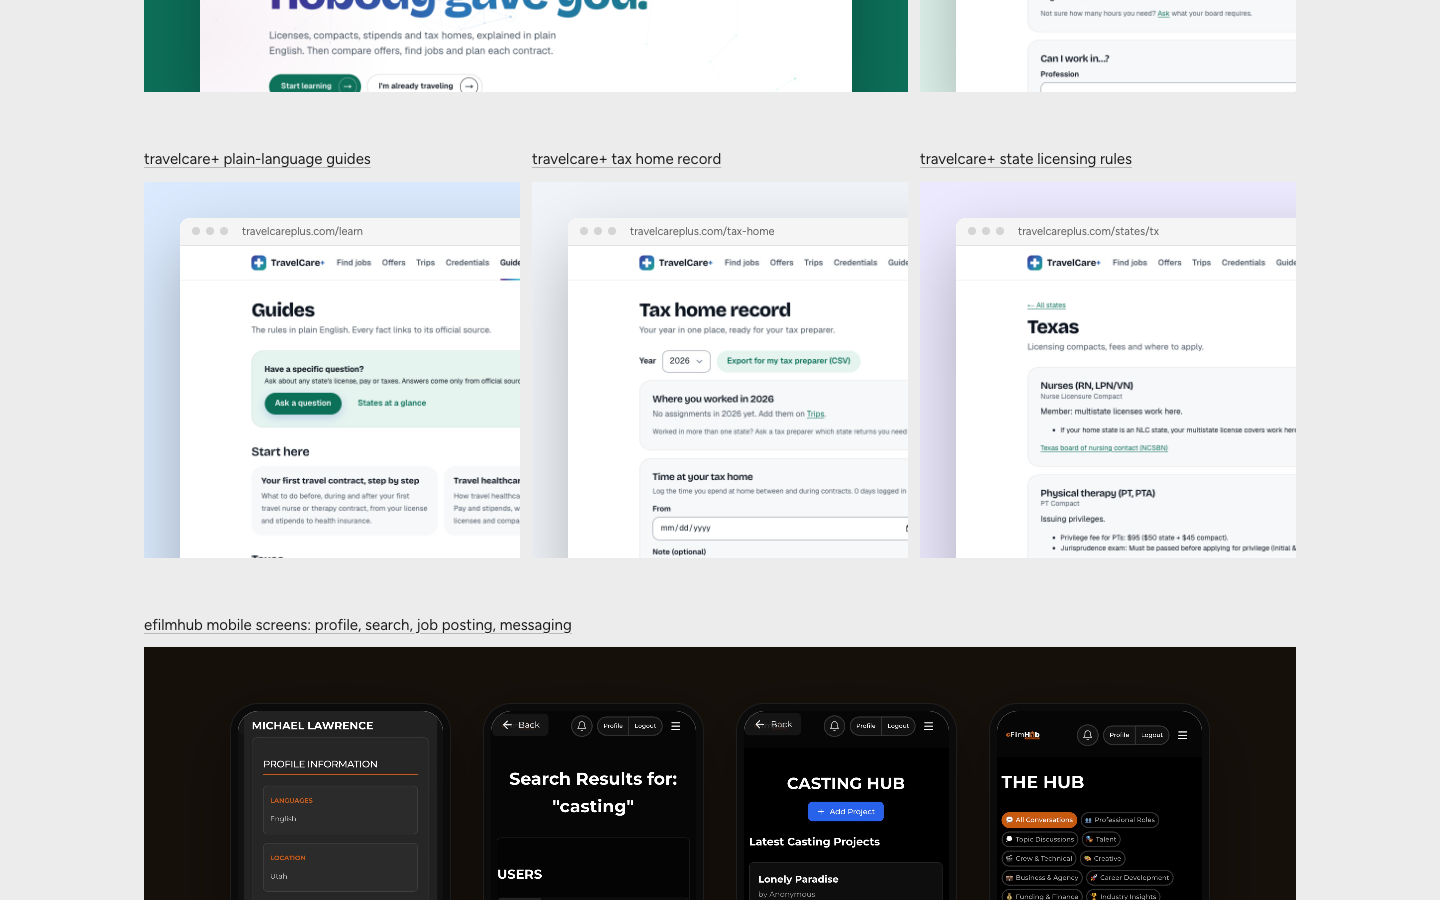 nobody gave you.
Licenses, compacts, stipends and tax homes, explained in plain
English. Then compare offers, find jobs and plan each contract.
Start learning
I'm already traveling
Not sure how many hours you need? Ask what your board requires.
Can I work in...?
Profession
travelcare+ plain-language guides
travelcareplus.com/learn
TravelCare+ Find jobs Offers Trips Credentials Guide
Guides
The rules in plain English. Every fact links to its official source.
Have a specific question?
Ask about any state's license, pay or taxes. Answers come only from official sourc
Ask a question
States at a glance
Start here
Your first travel contract, step by step
What to do before, during and after your first
travel nurse or therapy contract, from your license
and stipends to health insurance.
Travel healthcar
How travel healthca
Pay and stipends, w
licenses and compa
Taxes
travelcare+ tax home record
travelcareplus.com/tax-home
TravelCare+ Find jobs Offers Trips Credentials Guide
Tax home record
Your year in one place, ready for your tax preparer.
Year 2026 Export for my tax preparer (CSV)
Where you worked in 2026
No assignments in 2026 yet. Add them on Trips.
Worked in more than one state? Ask a tax preparer which state returns you need
Time at your tax home
Log the time you spend at home between and during contracts. 0 days logged in
From
mm/dd/yyyy
Note (optional)
travelcare+ state licensing rules
travelcareplus.com/states/tx
TravelCare+ Find jobs Offers Trips Credentials Guide
← All states
Texas
Licensing compacts, fees and where to apply.
Nurses (RN, LPN/VN)
Nurse Licensure Compact
Member: multistate licenses work here.
• If your home state is an NLC state, your multistate license covers work here
Texas board of nursing contact (NCSBN)
Physical therapy (PT, PTA)
PT Compact
Issuing privileges.
• Privilege fee for PTs: $95 ($50 state + $45 compact).
• Jurisprudence exam: Must be passed before applying for privilege (Initial &
efilmhub mobile screens: profile, search, job posting, messaging
MICHAEL LAWRENCE
PROFILE INFORMATION
LANGUAGES
English
LOCATION
Utah
← Back Profile Logout
Search Results for:
"casting"
USERS
← Back Profile Logout
CASTING HUB
+ Add Project
Latest Casting Projects
Lonely Paradise
by Anonymous
eFilmHub Profile Logout
THE HUB
All Conversations Professional Roles
Topic Discussions Talent
Crew & Technical Creative
Business & Agency Career Development
Funding & Finance Industry Insights